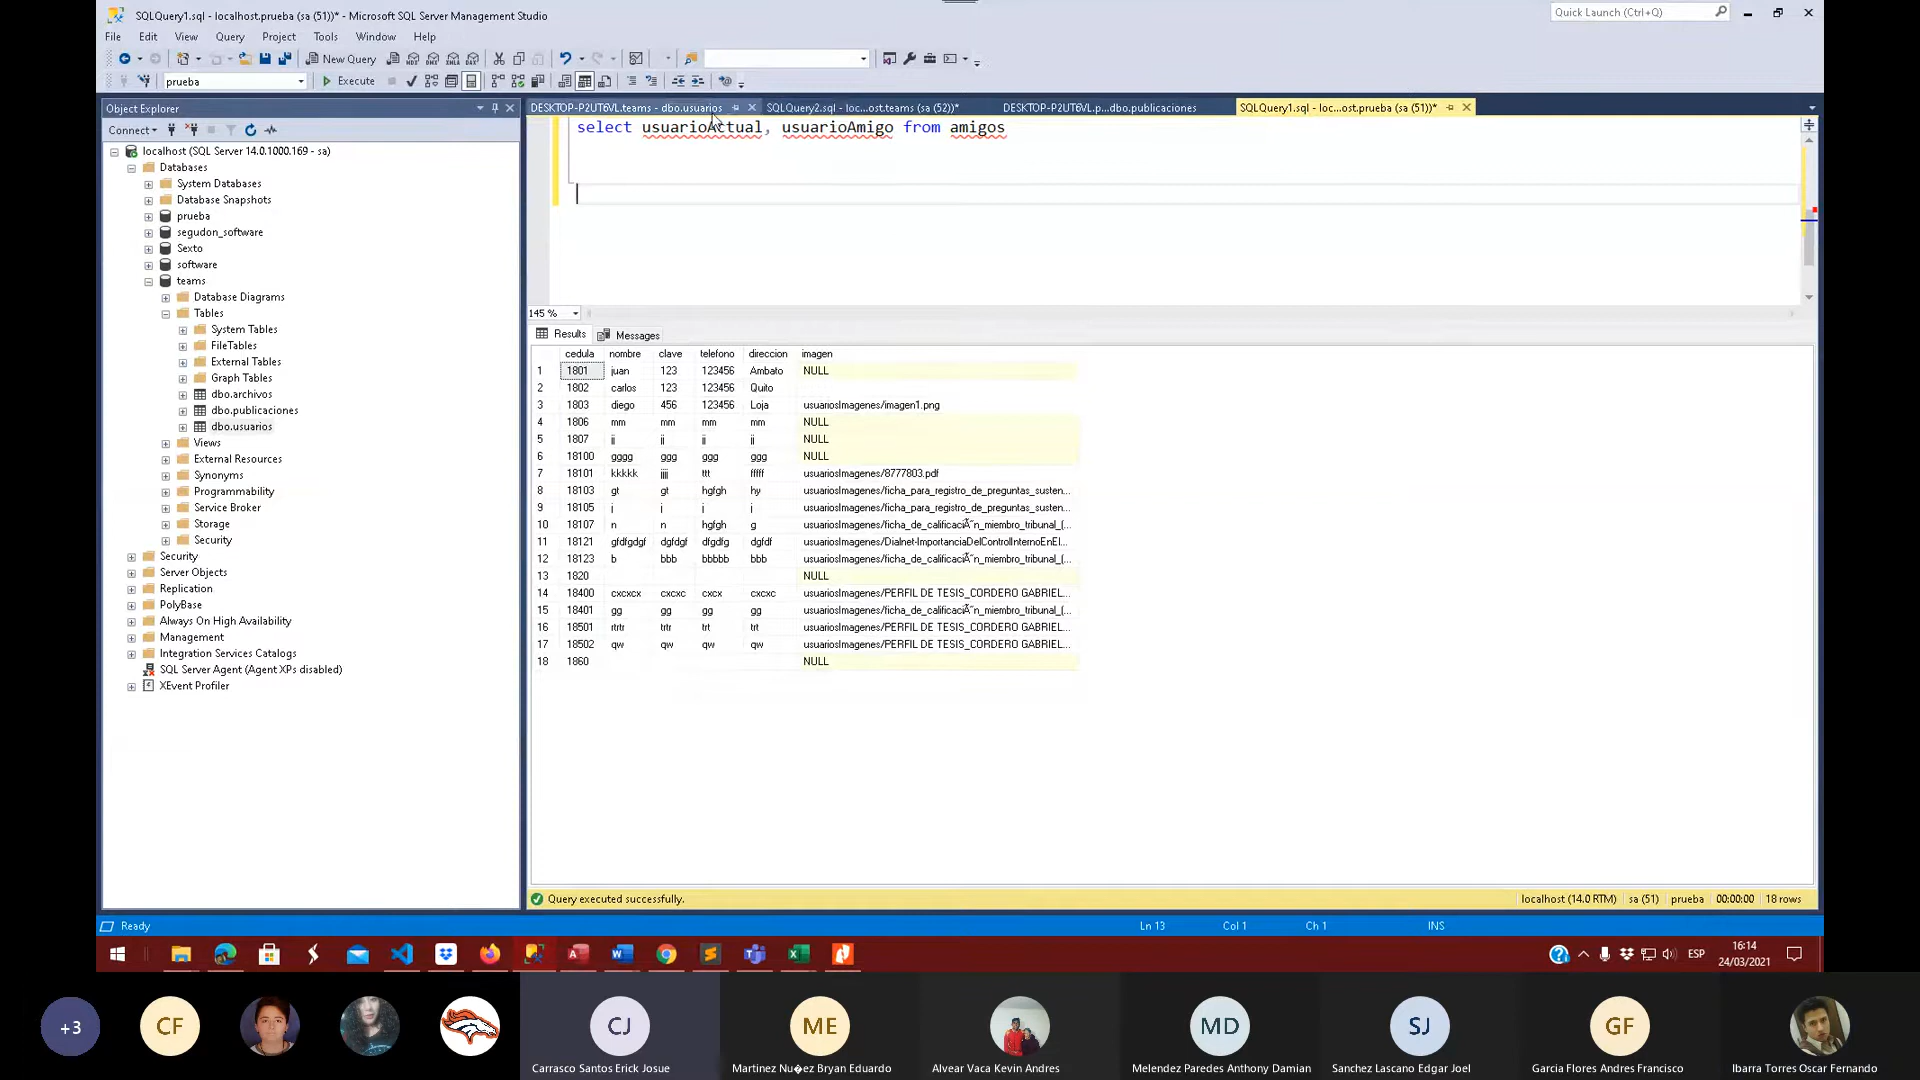 SQLQuery1.sql - localhost.prueba (sa (51))* - Microsoft SQL Server Management Studio
Quick Launch (Ctrl+Q)
File Edit View Query Project Tools Window Help
New Query
prueba
Execute
Object Explorer
Connect
localhost (SQL Server 14.0.1000.169 - sa)
Databases
System Databases
Database Snapshots
prueba
segudon_software
Sexto
software
teams
Database Diagrams
Tables
System Tables
FileTables
External Tables
Graph Tables
dbo.archivos
dbo.publicaciones
dbo.usuarios
Views
External Resources
Synonyms
Programmability
Service Broker
Storage
Security
Security
Server Objects
Replication
PolyBase
Always On High Availability
Management
Integration Services Catalogs
SQL Server Agent (Agent XPs disabled)
XEvent Profiler
DESKTOP-P2UT6VL.teams - dbo.usuarios
SQLQuery2.sql - loc...ost.teams (sa (52))*
DESKTOP-P2UT6VL.p...dbo.publicaciones
SQLQuery1.sql - loc...ost.prueba (sa (51))*
select usuarioActual, usuarioAmigo from amigos
145 %
Results Messages
cedula nombre clave telefono direccion imagen
1 1801 juan 123 123456 Ambato NULL
2 1802 carlos 123 123456 Quito
3 1803 diego 456 123456 Loja usuariosImagenes/imagen1.png
4 1806 mm mm mm mm NULL
5 1807 ii ii ii ii NULL
6 18100 gggg ggg ggg ggg NULL
7 18101 kkkkk jjjj ttt fffff usuariosImagenes/8777803.pdf
8 18103 gt gt hgfgh hy usuariosImagenes/ficha_para_registro_de_preguntas_susten...
9 18105 j j j j usuariosImagenes/ficha_para_registro_de_preguntas_susten...
10 18107 n n hgfgh g usuariosImagenes/ficha_de_calificaciÃ³n_miembro_tribunal_(...
11 18121 gfdfgdgf dgfdgf dfgdfg dgfdf usuariosImagenes/Dialnet-ImportanciaDelControlInternoEnEl...
12 18123 b bbb bbbbb bbb usuariosImagenes/ficha_de_calificaciÃ³n_miembro_tribunal_(...
13 1820 NULL
14 18400 cxcxcx cxcxc cxcx cxcxc usuariosImagenes/PERFIL DE TESIS_CORDERO GABRIEL...
15 18401 gg gg gg gg usuariosImagenes/ficha_de_calificaciÃ³n_miembro_tribunal_(...
16 18501 rtrtr trtr trt trt usuariosImagenes/PERFIL DE TESIS_CORDERO GABRIEL...
17 18502 qw qw qw qw usuariosImagenes/PERFIL DE TESIS_CORDERO GABRIEL...
18 1860 NULL
Query executed successfully.
localhost (14.0 RTM) sa (51) prueba 00:00:00 18 rows
Ready
Ln 13 Col 1 Ch 1 INS
ESP
16:14
24/03/2021
+3 CF CJ ME MD SJ GF
Carrasco Santos Erick Josue
Martinez Nu�ez Bryan Eduardo
Alvear Vaca Kevin Andres
Melendez Paredes Anthony Damian
Sanchez Lascano Edgar Joel
Garcia Flores Andres Francisco
Ibarra Torres Oscar Fernando